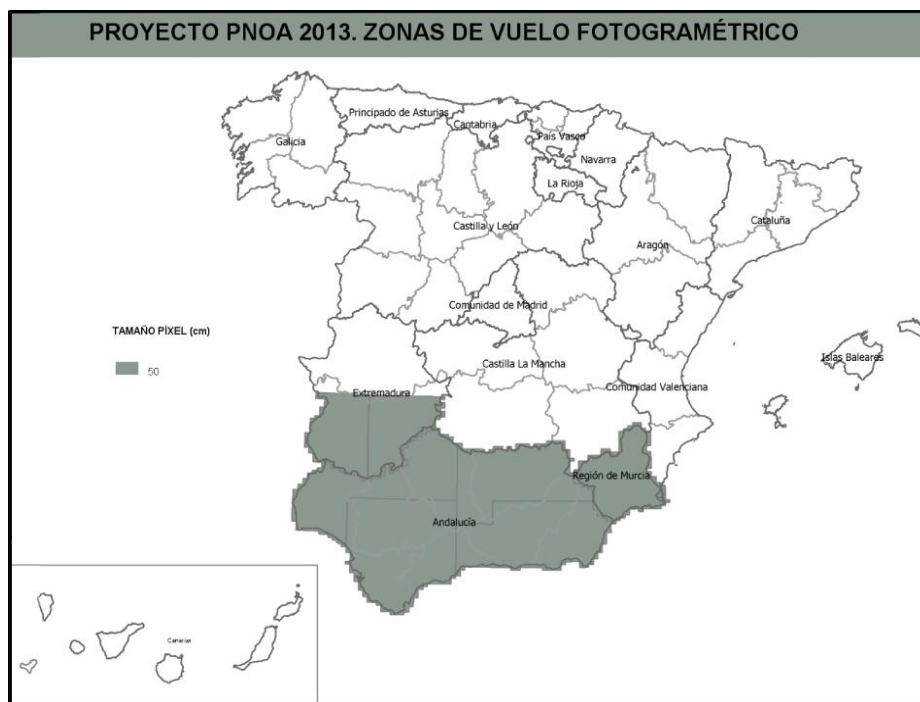 PROYECTO PNOA 2013. ZONAS DE VUELO FOTOGRAMÉTRICO
Principado de Asturias
Cantabria
País Vasco
Galicia
Navarra
La Rioja
Cataluña
Castilla y León
Aragón
Comunidad de Madrid
TAMAÑO PÍXEL (cm)
50
Castilla La Mancha
Islas Baleares
Extremadura
Comunidad Valenciana
Región de Murcia
Andalucía
Canarias